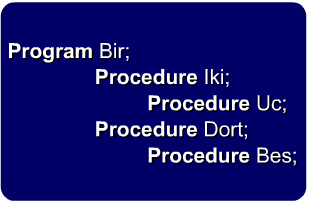 Program Bir;
Procedure Iki;
Procedure Uc;
Procedure Dort;
Procedure Bes;